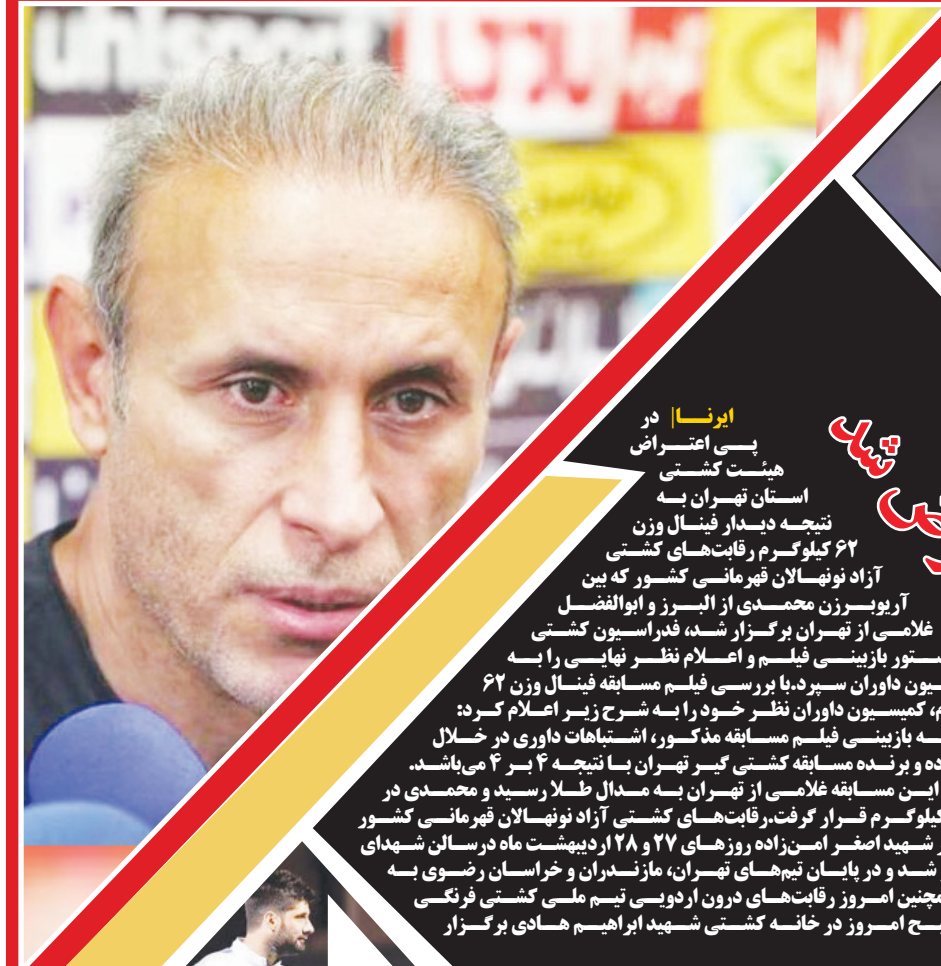 uhlsport
شد
ایرنا| در
پی اعتراض
هیئت کشتی
استان تهران به
نتیجه دیدار فینال وزن
۶۲ کیلوگرم رقابت‌های کشتی
آزاد نونهالان قهرمانی کشور که بین
آریوبرزن محمدی از البرز و ابوالفضل
غلامی از تهران برگزار شد، فدراسیون کشتی
بازبینی فیلم و اعلام نظر نهایی را به
داوران سپرد.با بررسی فیلم مسابقه فینال وزن ۶۲
کمیسیون داوران نظر خود را به شرح زیر اعلام کرد:
بازبینی فیلم مسابقه مذکور، اشتباهات داوری در خلال
و برنده مسابقه کشتی گیر تهران با نتیجه ۴ بر ۴ می‌باشد.
این مسابقه غلامی از تهران به مدال طلا رسید و محمدی در
کیلوگرم قرار گرفت.رقابت‌های کشتی آزاد نونهالان قهرمانی کشور
شهید اصغر امن‌زاده روزهای ۲۷ و ۲۸ اردیبهشت ماه درسالن شهدای
شد و در پایان تیم‌های تهران، مازندران و خراسان رضوی به
امروز رقابت‌های درون اردویی تیم ملی کشتی فرنگی
امروز در خانه کشتی شهید ابراهیم هادی برگزار